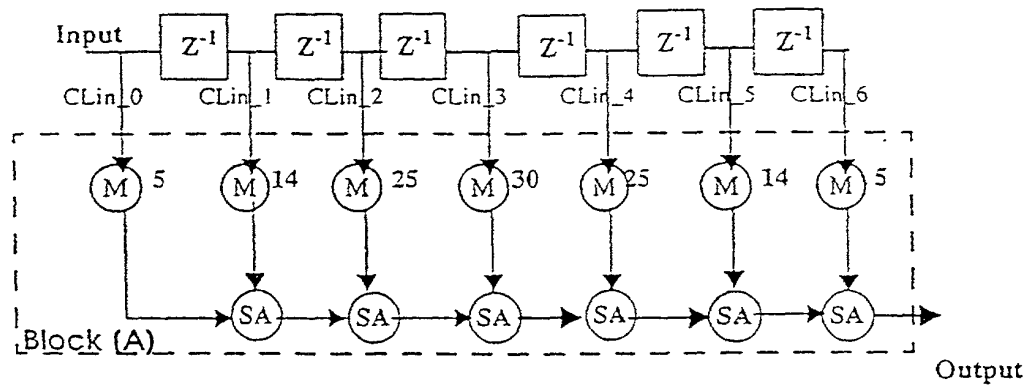 Input
Z-1 Z-1 Z-1 Z-1 Z-1 Z-1
CLin_0 CLin_1 CLin_2 CLin_3 CLin_4 CLin_5 CLin_6
M 5 M 14 M 25 M 30 M 25 M 14 M 5
SA SA SA SA SA SA
Block (A)
Output